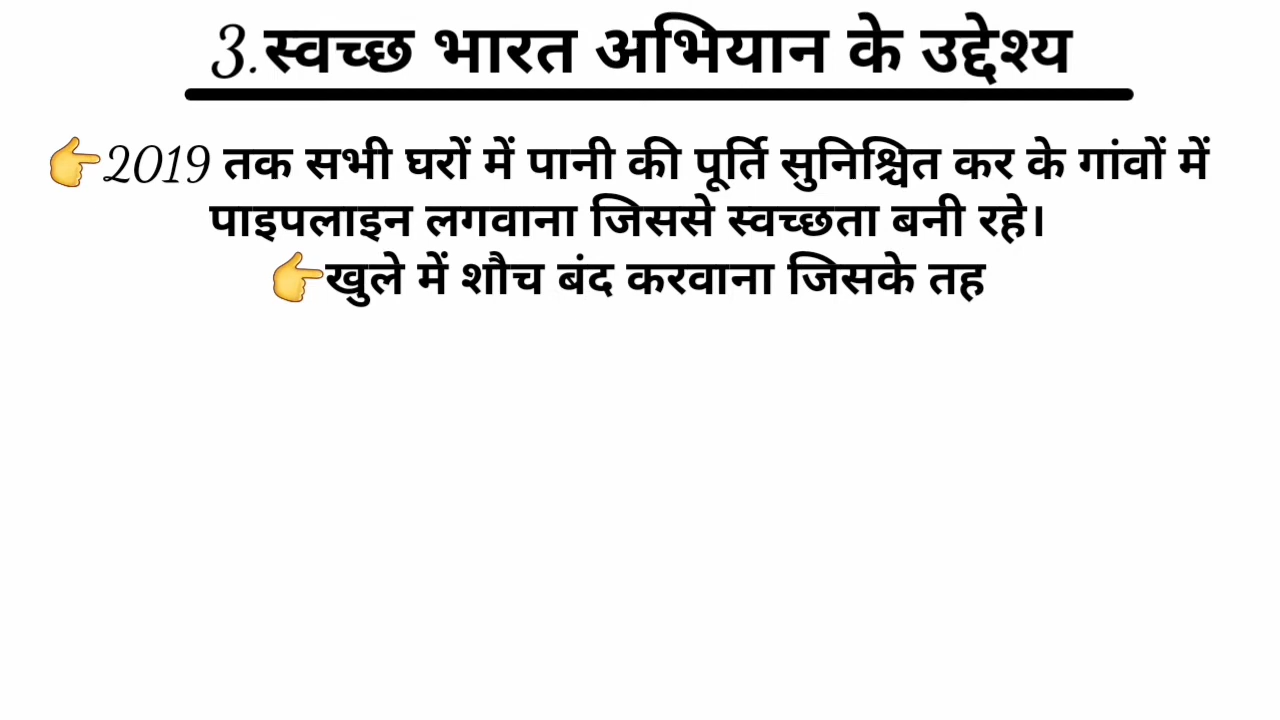 3.स्वच्छ भारत अभियान के उद्देश्य
👉2019 तक सभी घरों में पानी की पूर्ति सुनिश्चित कर के गांवों में
पाइपलाइन लगवाना जिससे स्वच्छता बनी रहे।
👉खुले में शौच बंद करवाना जिसके तह